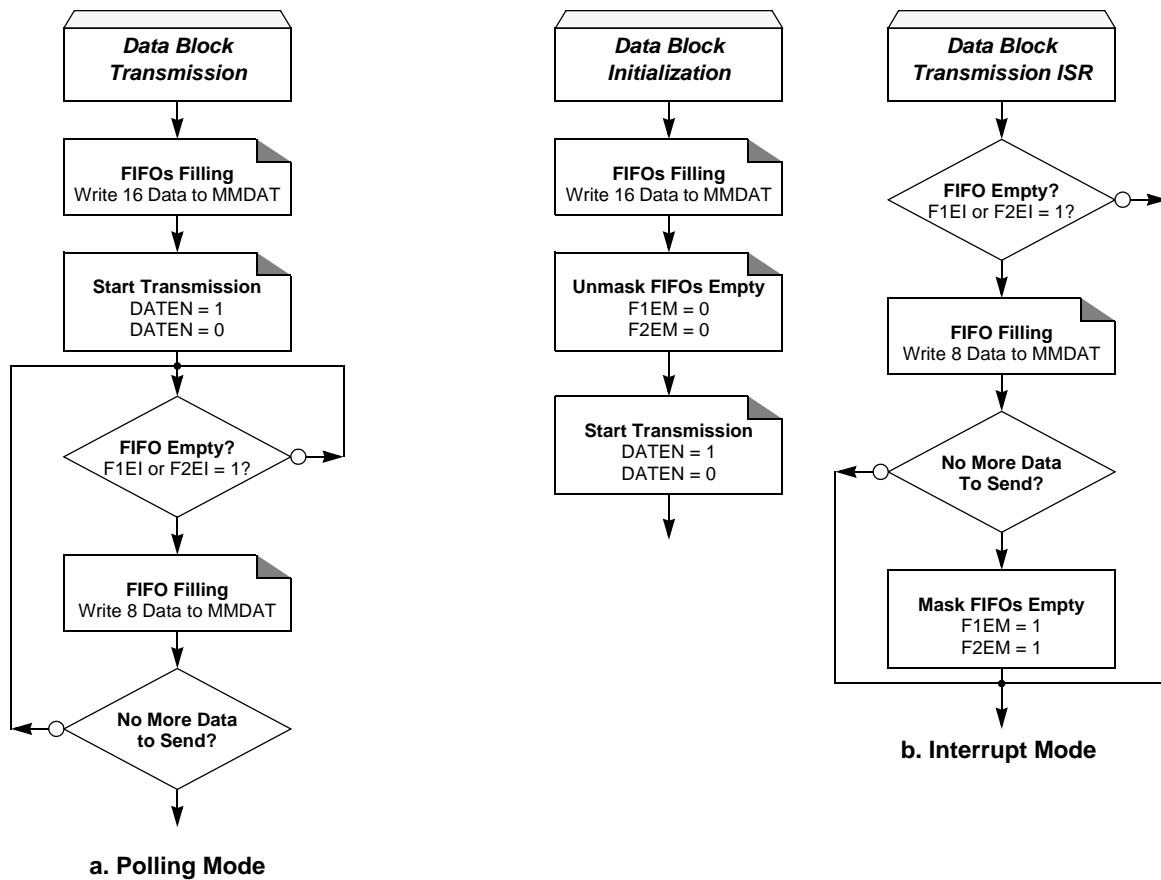 Data Block
Transmission
FIFOs Filling
Write 16 Data to MMDAT
Start Transmission
DATEN = 1
DATEN = 0
FIFO Empty?
F1EI or F2EI = 1?
FIFO Filling
Write 8 Data to MMDAT
No More Data
to Send?
a. Polling Mode
Data Block
Initialization
FIFOs Filling
Write 16 Data to MMDAT
Unmask FIFOs Empty
F1EM = 0
F2EM = 0
Start Transmission
DATEN = 1
DATEN = 0
Data Block
Transmission ISR
FIFO Empty?
F1EI or F2EI = 1?
FIFO Filling
Write 8 Data to MMDAT
No More Data
To Send?
Mask FIFOs Empty
F1EM = 1
F2EM = 1
b. Interrupt Mode